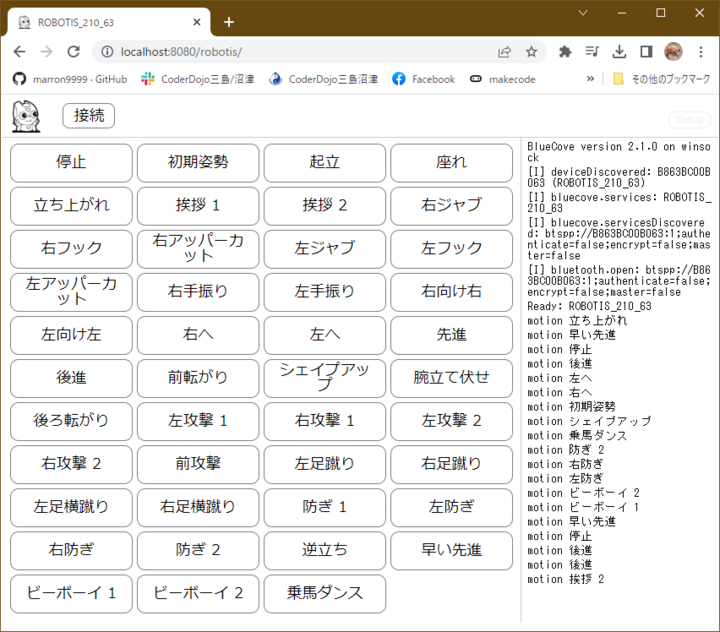 ROBOTIS_210_63
localhost:8080/robotis/
marron9999 · GitHub
CoderDojo三島/沼津
CoderDojo三島沼津
Facebook
makecode
»
その他のブックマーク
接続
Debug
停止
初期姿勢
起立
座れ
立ち上がれ
挨拶 1
挨拶 2
右ジャブ
右フック
右アッパーカ
ット
左ジャブ
左フック
左アッパーカ
ット
右手振り
左手振り
右向け右
左向け左
右へ
左へ
先進
後進
前転がり
シェイプアッ
プ
腕立て伏せ
後ろ転がり
左攻撃 1
右攻撃 1
左攻撃 2
右攻撃 2
前攻撃
左足蹴り
右足蹴り
左足横蹴り
右足横蹴り
防ぎ 1
左防ぎ
右防ぎ
防ぎ 2
逆立ち
早い先進
ビーボーイ 1
ビーボーイ 2
乗馬ダンス
BlueCove version 2.1.0 on winso
ck
[I] deviceDiscovered: B863BC00B
063 (ROBOTIS_210_63)
[I] bluecove.services: ROBOTIS_
210_63
[I] bluecove.servicesDiscovere
d: btspp://B863BC00B063:1;authe
nticate=false;encrypt=false;mas
ter=false
[I] bluetooth.open: btspp://B86
3BC00B063:1;authenticate=false;
encrypt=false;master=false
Ready: ROBOTIS_210_63
motion 立ち上がれ
motion 早い先進
motion 停止
motion 後進
motion 左へ
motion 右へ
motion 初期姿勢
motion シェイプアップ
motion 乗馬ダンス
motion 防ぎ 2
motion 右防ぎ
motion 左防ぎ
motion ビーボーイ 2
motion ビーボーイ 1
motion 早い先進
motion 停止
motion 後進
motion 後進
motion 挨拶 2